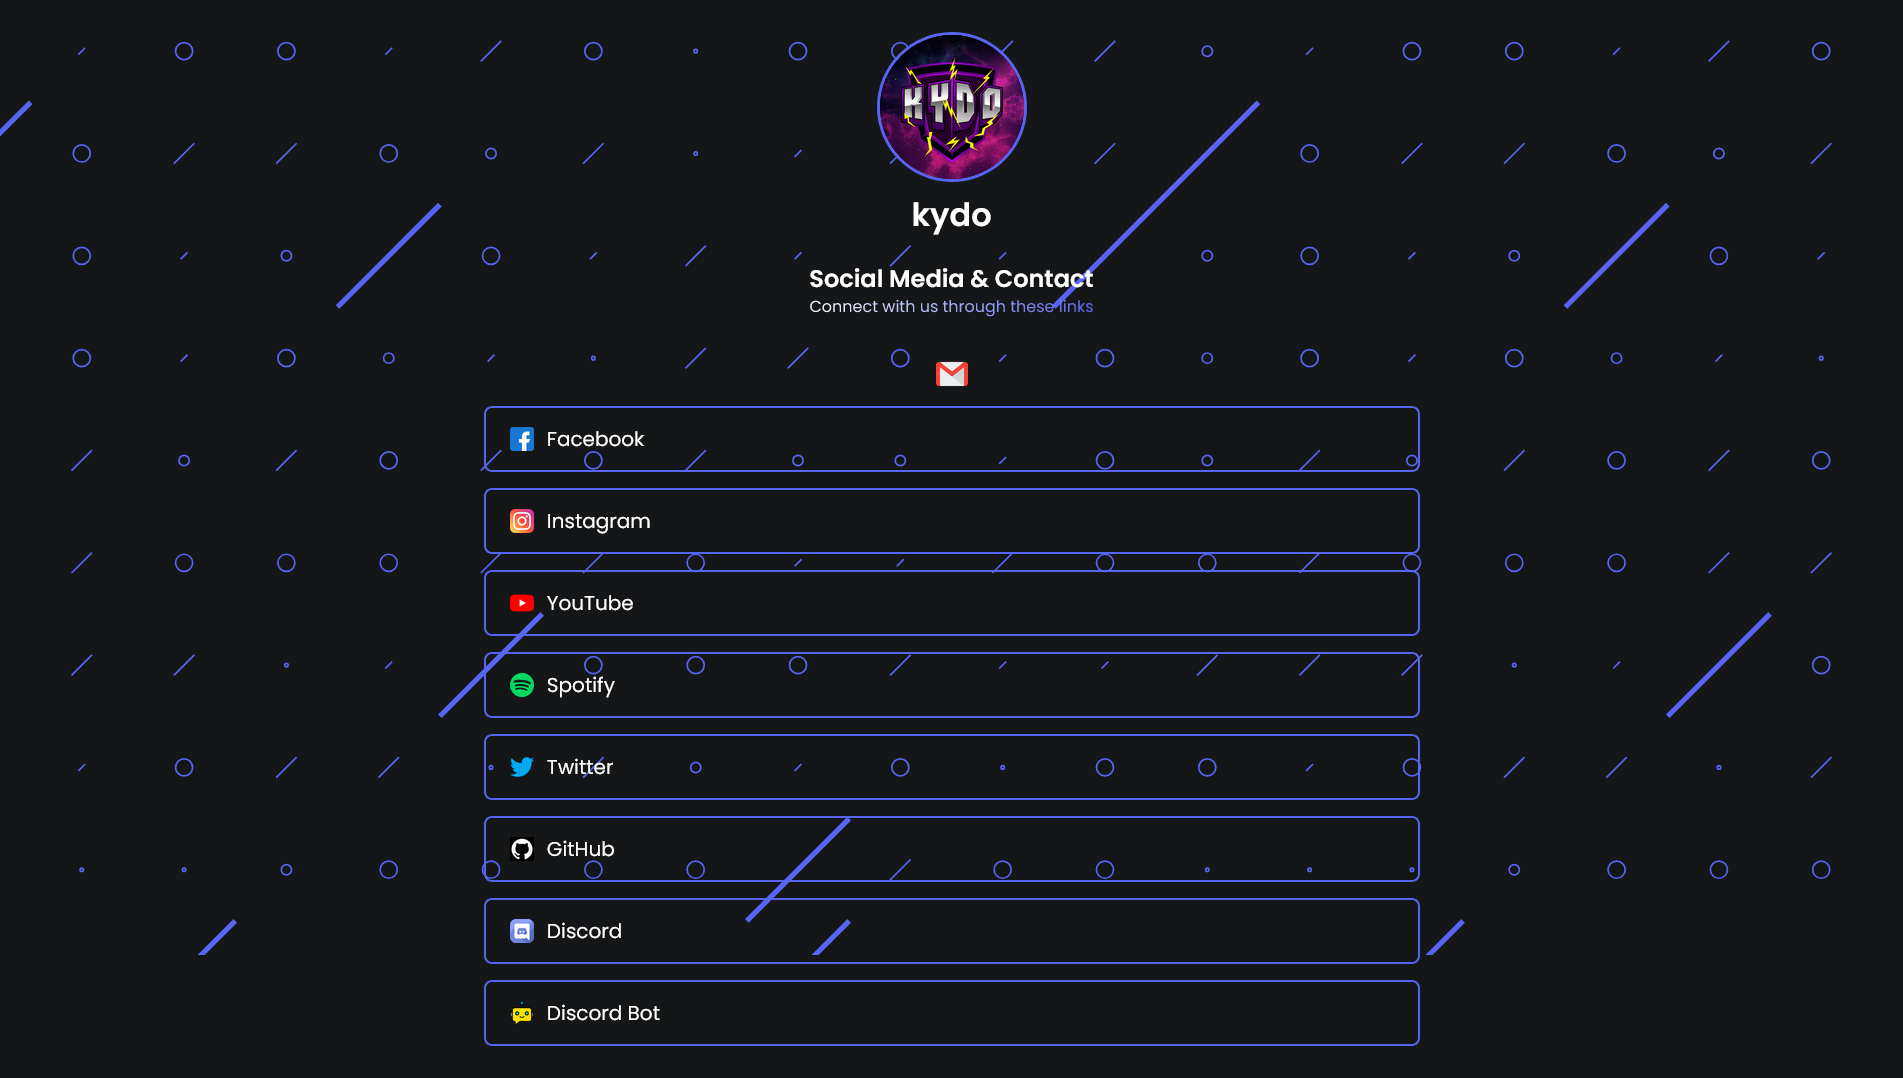 KYDO
kydo
Social Media & Contact
Connect with us through these links
Facebook
Instagram
YouTube
Spotify
Twitter
GitHub
Discord
Discord Bot